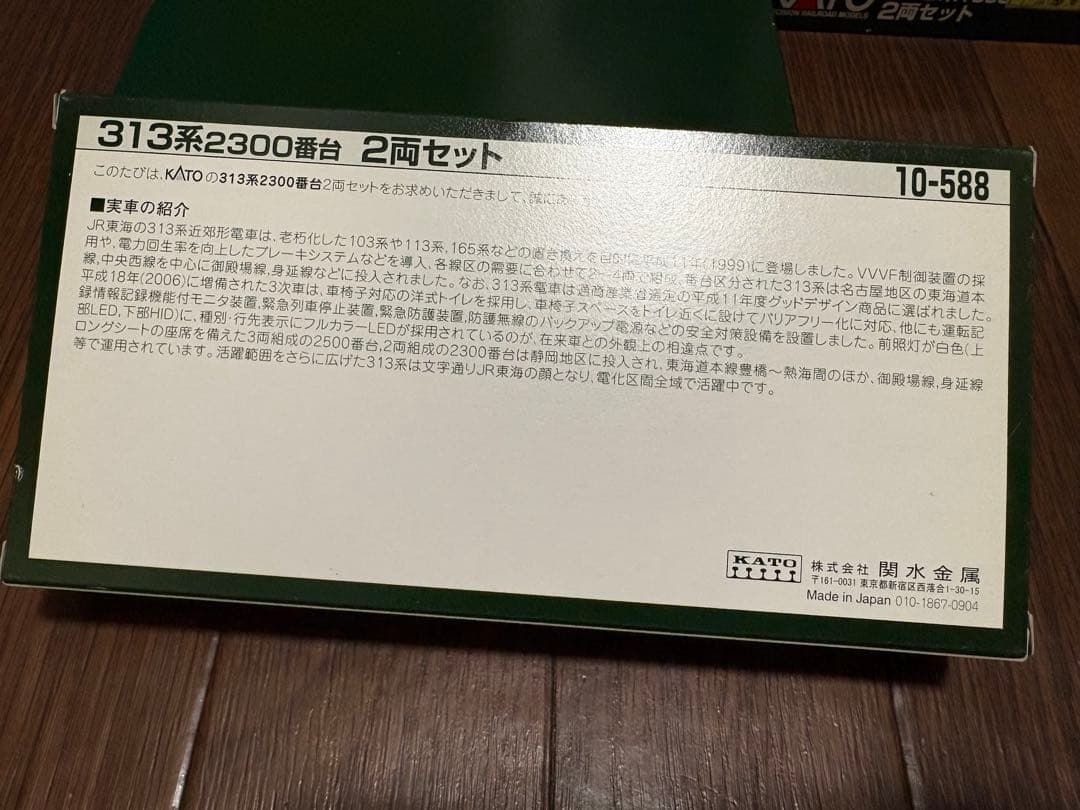 KATO
PRECISION RAILROAD MODELS 2両セット
313系2300番台 2両セット
10-588
このたびは、KATOの313系2300番台2両セットをお求めいただきまして、誠に
■実車の紹介
JR東海の313系近郊形電車は、老朽化した103系や113系、165系などの置き換えを目的に平成11年(1999)に登場しました。VVVF制御装置の採
用や、電力回生率を向上したブレーキシステムなどを導入、各線区の需要に合わせて2~4両で組成、番台区分された313系は名古屋地区の東海道本
線、中央西線を中心に御殿場線、身延線などに投入されました。なお、313系電車は通商産業省選定の平成11年度グッドデザイン商品に選ばれました。
平成18年(2006)に増備された3次車は、車椅子対応の洋式トイレを採用し、車椅子スペースをトイレ近くに設けてバリアフリー化に対応、他にも運転記
録情報記録機能付モニタ装置、緊急列車停止装置、緊急防護装置、防護無線のバックアップ電源などの安全対策設備を設置しました。前照灯が白色(上
部LED、下部HID)に、種別・行先表示にフルカラーLEDが採用されているのが、在来車との外観上の相違点です。
ロングシートの座席を備えた3両組成の2500番台、2両組成の2300番台は静岡地区に投入され、東海道本線豊橋~熱海間のほか、御殿場線、身延線
等で運用されています。活躍範囲をさらに広げた313系は文字通りJR東海の顔となり、電化区間全域で活躍中です。
KATO 株式会社 関水金属
〒161-0031 東京都新宿区西落合1-30-15
Made in Japan 010-1867-0904